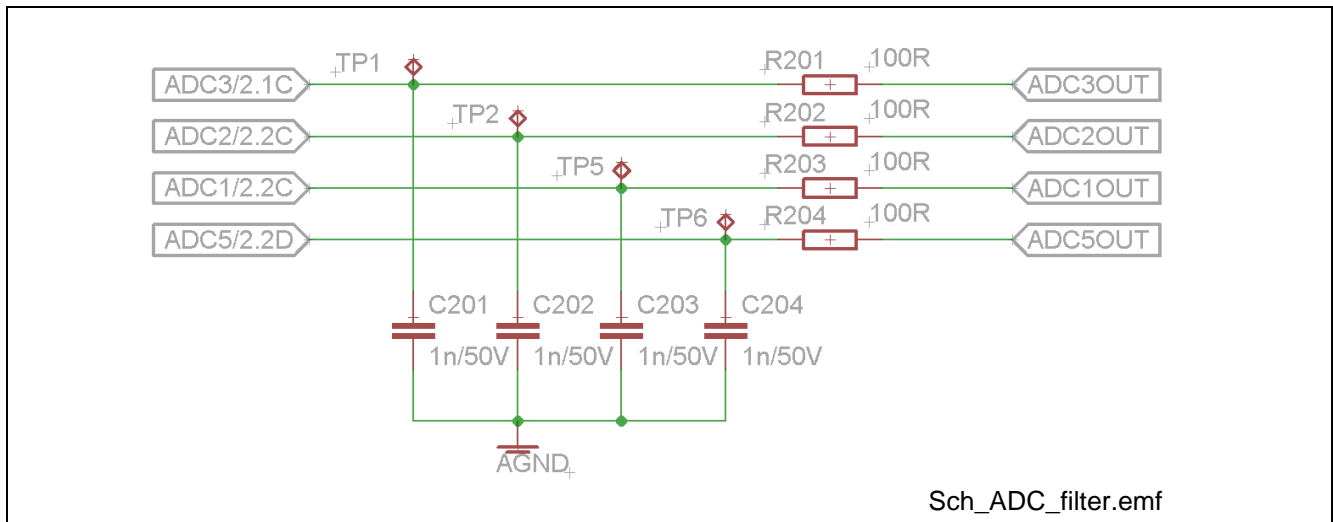 TP1 R201 100R
ADC3/2.1C ADC3OUT
TP2 R202 100R
ADC2/2.2C ADC2OUT
TP5 R203 100R
ADC1/2.2C ADC1OUT
TP6 R204 100R
ADC5/2.2D ADC5OUT
C201 C202 C203 C204
1n/50V 1n/50V 1n/50V 1n/50V
AGND
Sch_ADC_filter.emf